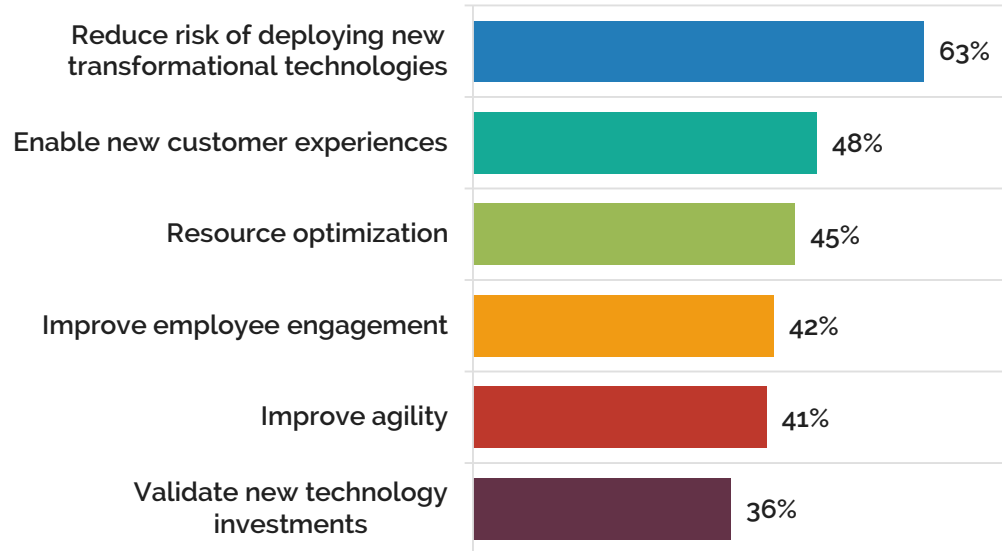 Reduce risk of deploying new
transformational technologies
63%
Enable new customer experiences
48%
Resource optimization
45%
Improve employee engagement
42%
Improve agility
41%
Validate new technology
investments
36%